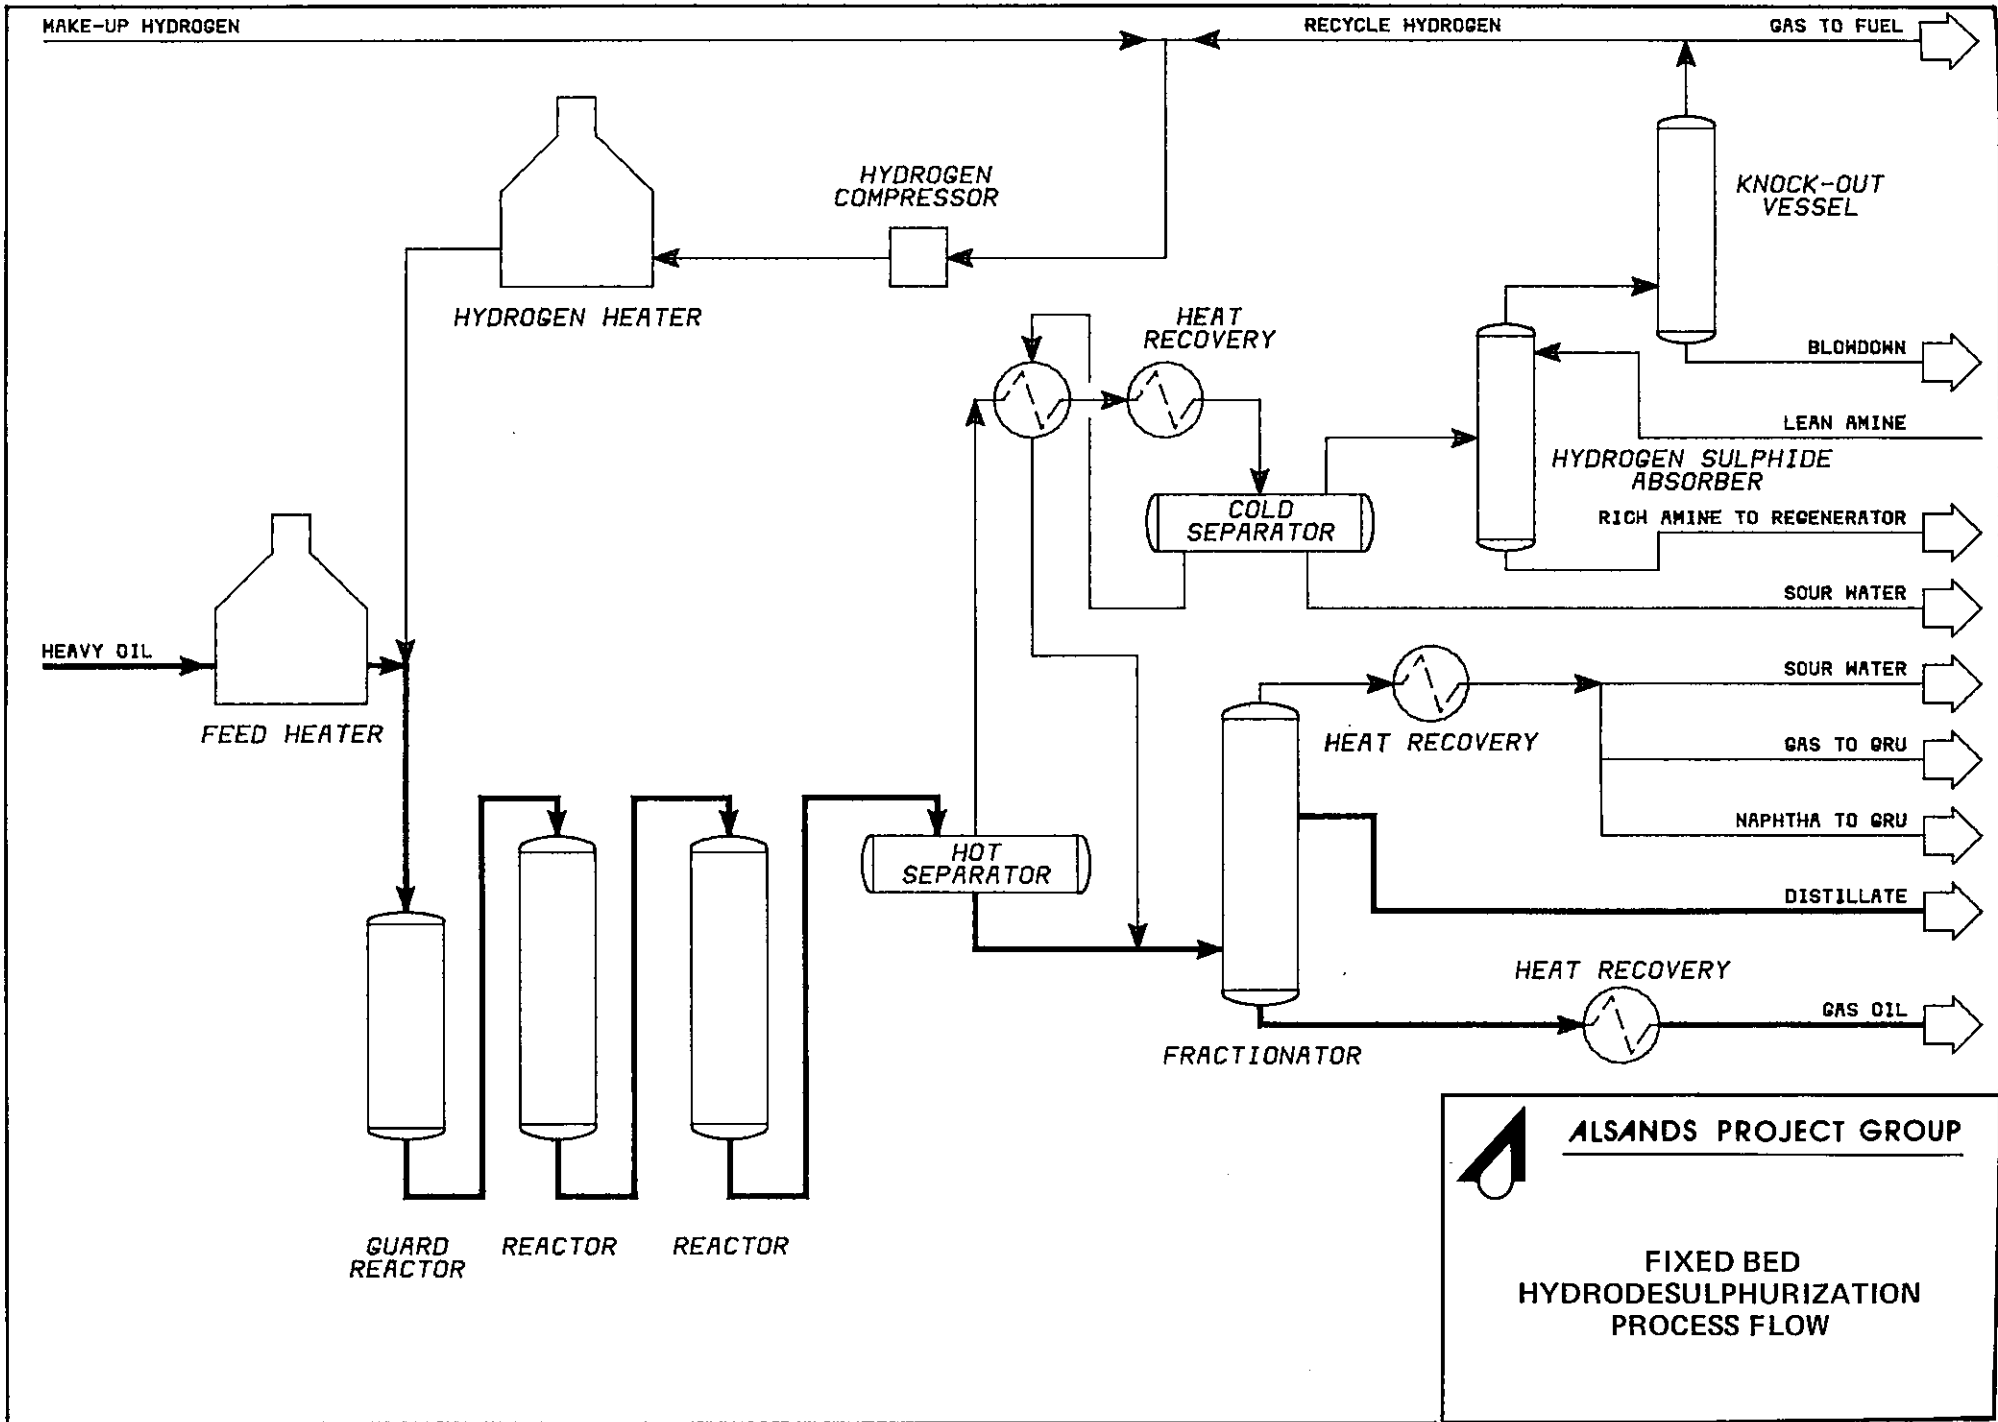 MAKE-UP HYDROGEN
RECYCLE HYDROGEN
GAS TO FUEL
HYDROGEN
COMPRESSOR
KNOCK-OUT
VESSEL
HYDROGEN HEATER
HEAT
RECOVERY
BLOWDOWN
LEAN AMINE
HYDROGEN SULPHIDE
ABSORBER
COLD
SEPARATOR
RICH AMINE TO REGENERATOR
SOUR WATER
HEAVY OIL
FEED HEATER
SOUR WATER
HEAT RECOVERY
GAS TO GRU
NAPHTHA TO GRU
HOT
SEPARATOR
DISTILLATE
HEAT RECOVERY
GAS OIL
FRACTIONATOR
GUARD
REACTOR
REACTOR
REACTOR
ALSANDS PROJECT GROUP
FIXED BED
HYDRODESULPHURIZATION
PROCESS FLOW